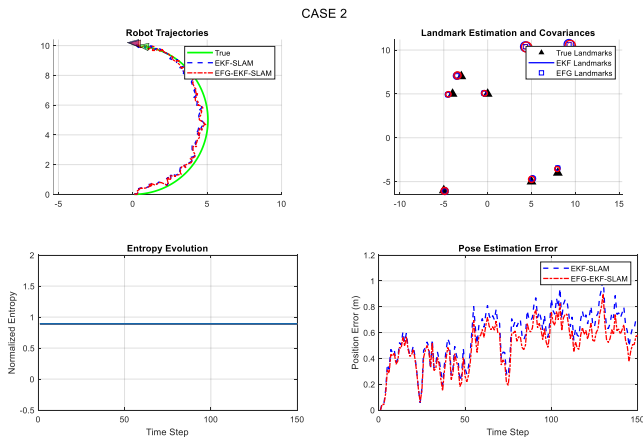 CASE 2
Robot Trajectories
10
8
6
4
2
0
-5
0
5
10
True
EKF-SLAM
EFG-EKF-SLAM
Landmark Estimation and Covariances
10
5
0
-5
-10
-5
0
5
10
15
True Landmarks
EKF Landmarks
EFG Landmarks
Entropy Evolution
Normalized Entropy
2
1.5
1
0.5
0
-0.5
0
50
100
150
Time Step
Pose Estimation Error
Position Error (m)
1.2
1
0.8
0.6
0.4
0.2
0
0
50
100
150
Time Step
EKF-SLAM
EFG-EKF-SLAM